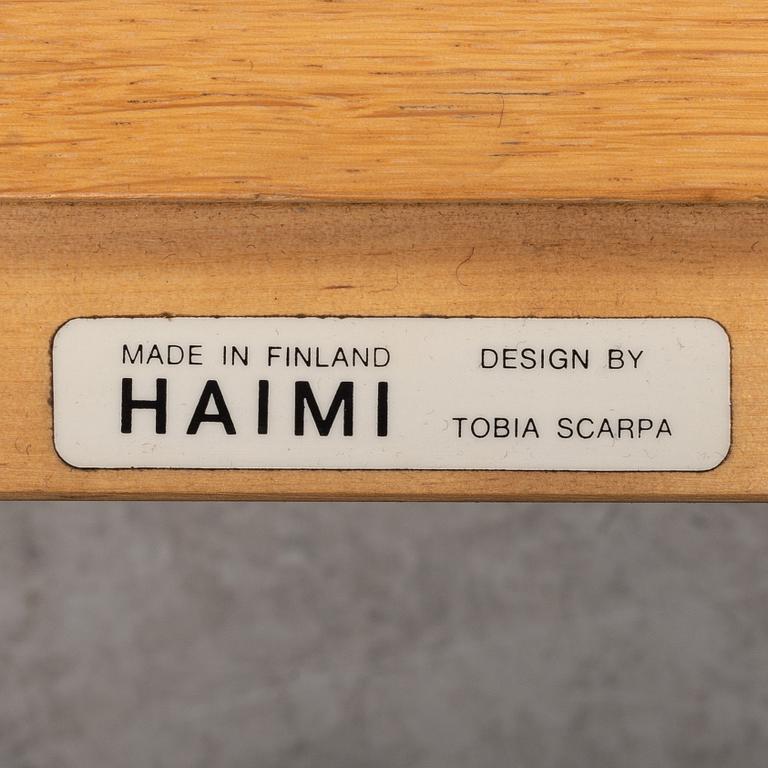 MADE IN FINLAND
HAIMI
DESIGN BY
TOBIA SCARPA